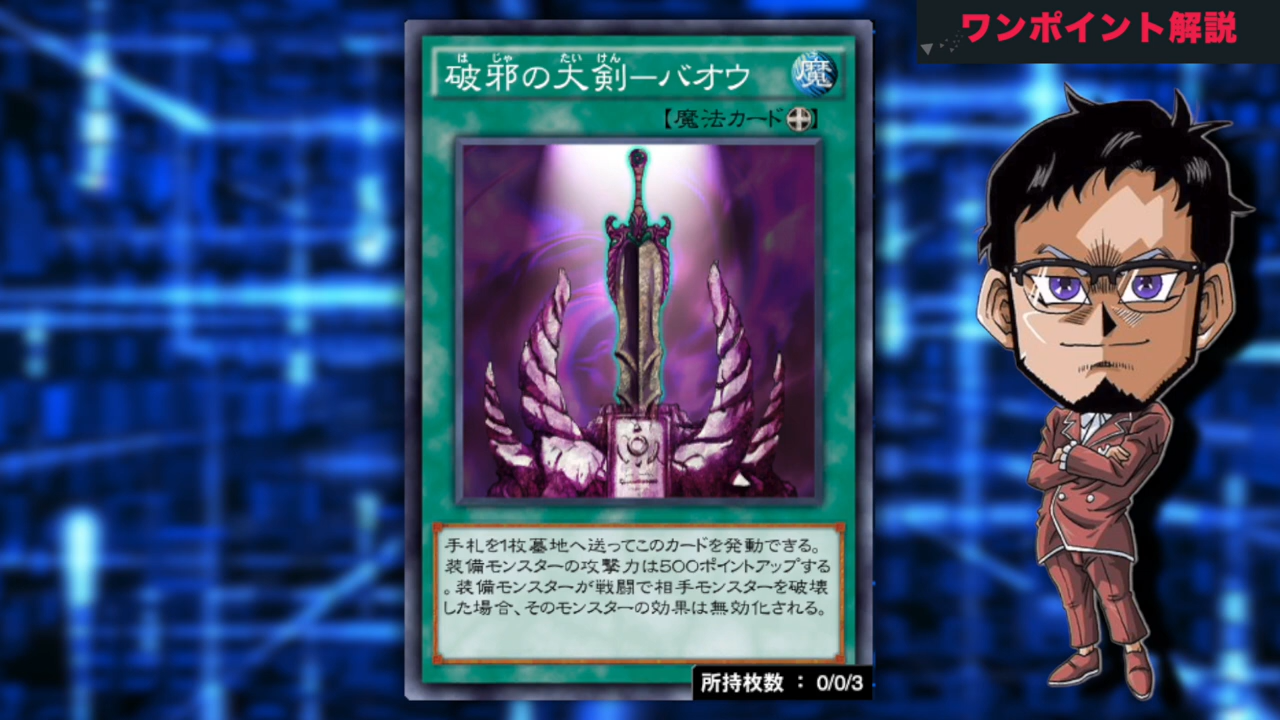 ワンポイント解説
は じゃ たい けん
破邪の大剣－バオウ
魔
【魔法カード】
手札を1枚墓地へ送ってこのカードを発動できる。
装備モンスターの攻撃力は500ポイントアップする
。装備モンスターが戦闘で相手モンスターを破壊
した場合、そのモンスターの効果は無効化される。
所持枚数 ： 0/0/3